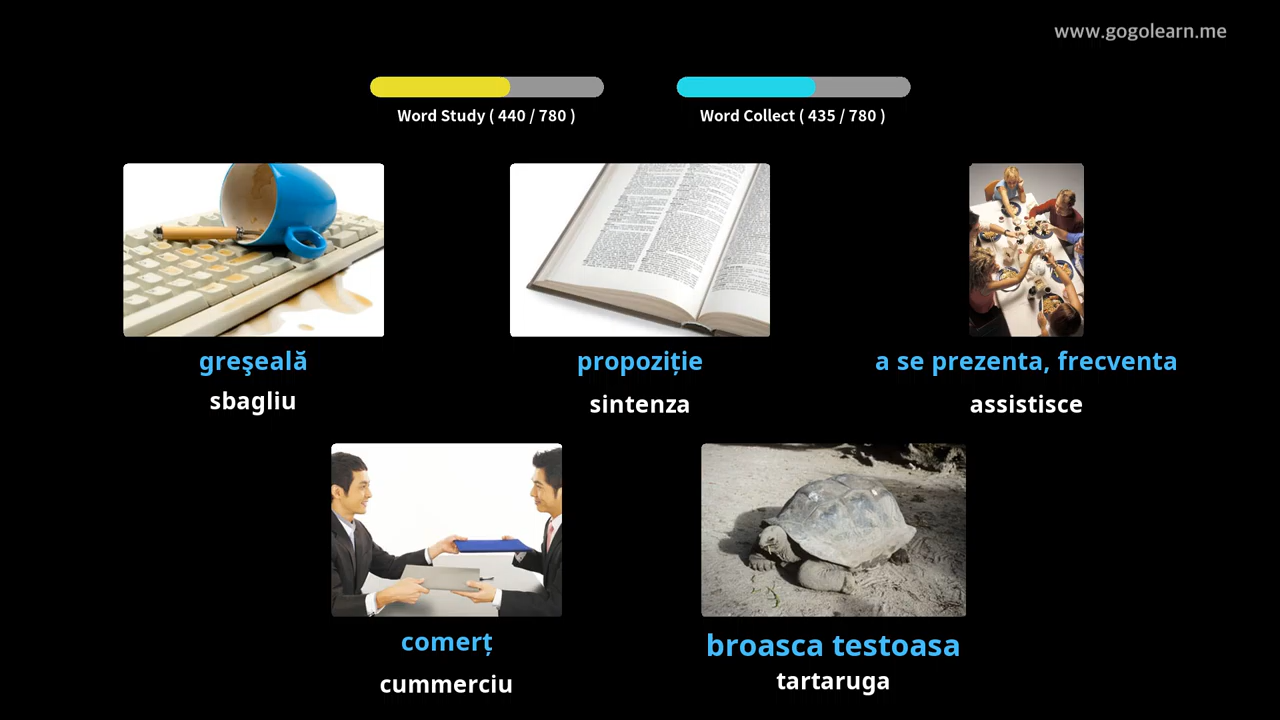 www.gogolearn.me
Word Study ( 440 / 780 )
Word Collect ( 435 / 780 )
greşeală
sbagliu
propoziție
sintenza
a se prezenta, frecventa
assistisce
comerț
cummerciu
broasca testoasa
tartaruga